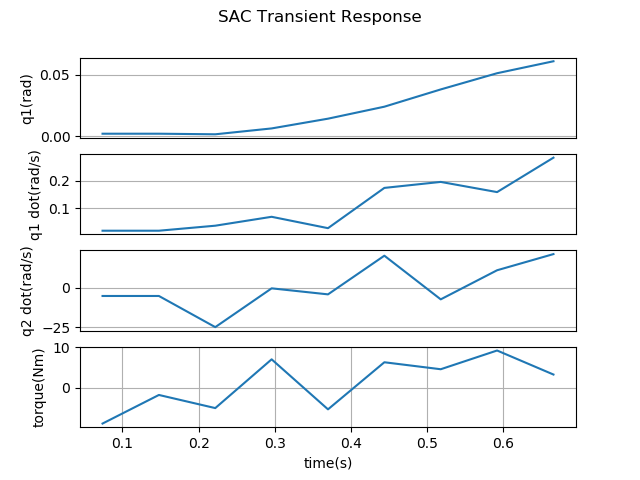 SAC Transient Response
0.05
0.00
q1(rad)
0.2
0.1
q1 dot(rad/s)
0
−25
q2 dot(rad/s)
10
0
torque(Nm)
0.1 0.2 0.3 0.4 0.5 0.6
time(s)